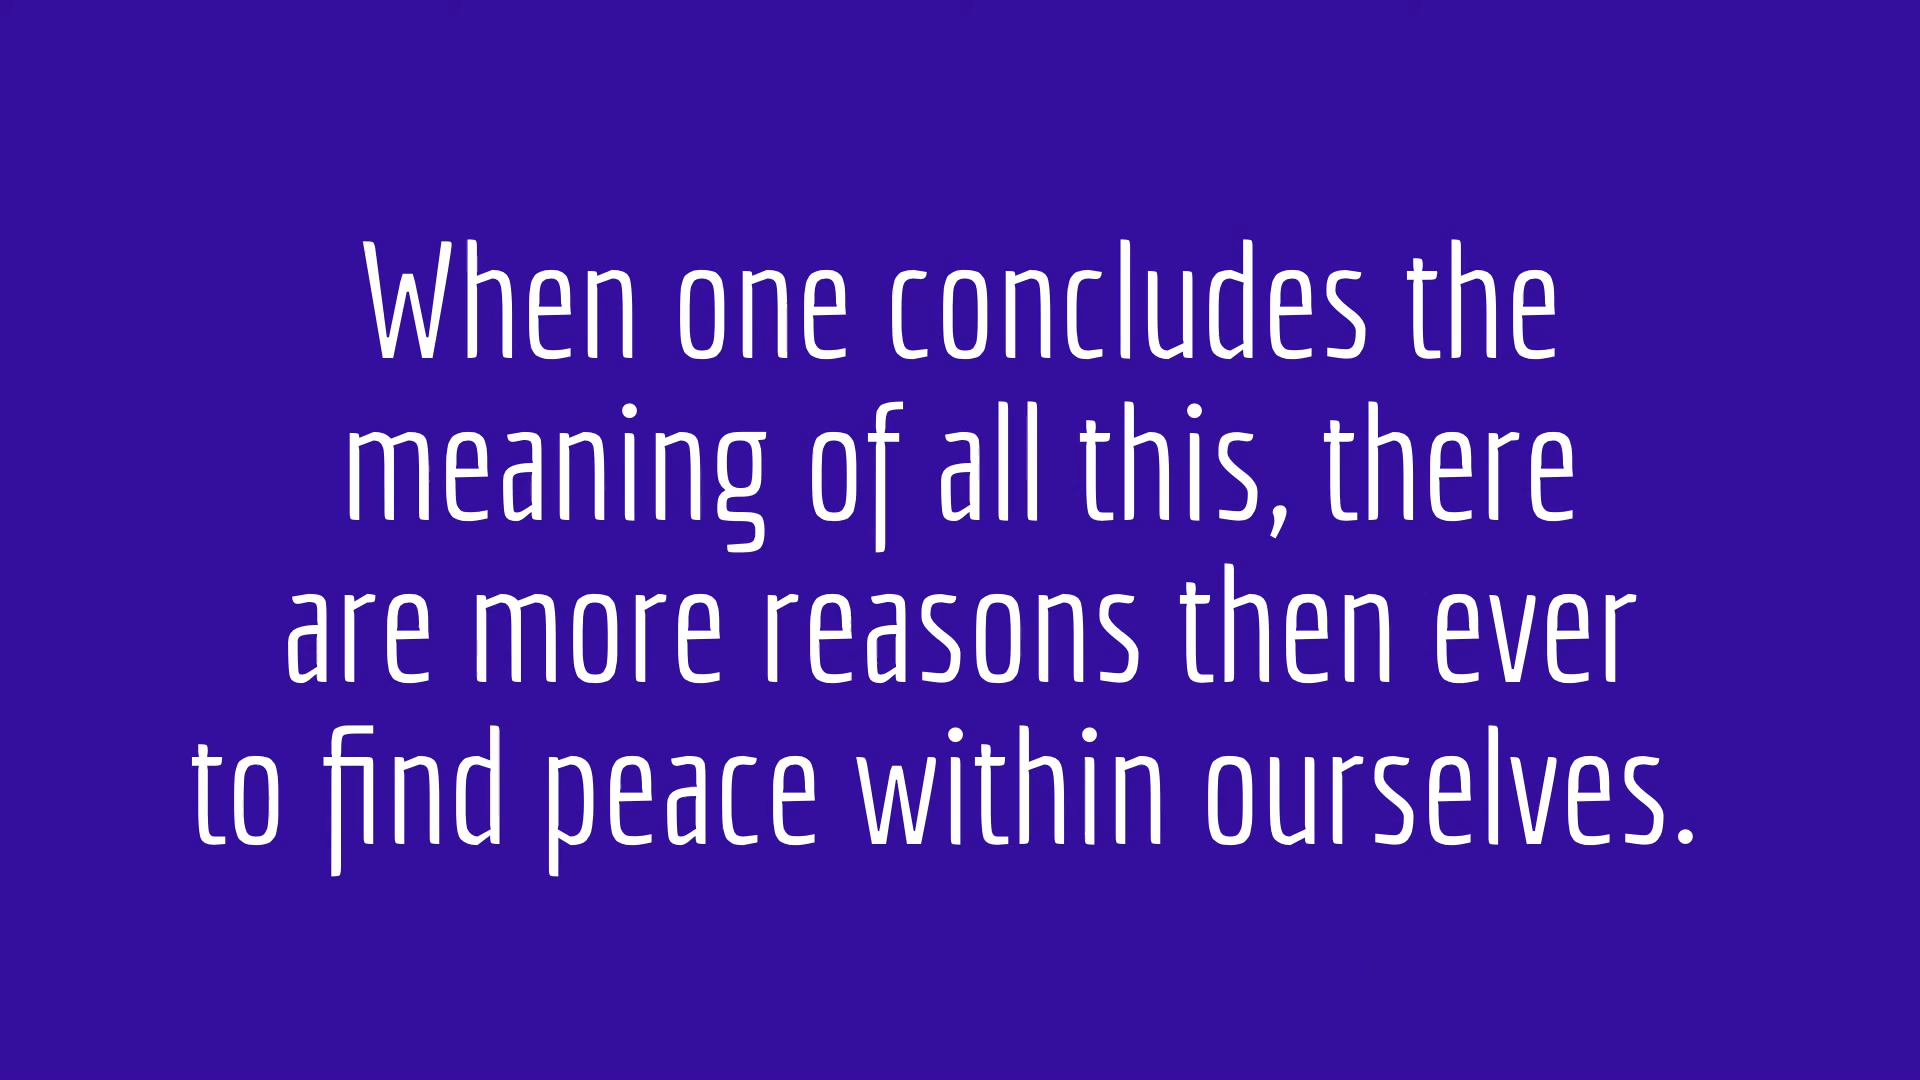 When one concludes the
meaning of all this, there
are more reasons then ever
to find peace within ourselves.